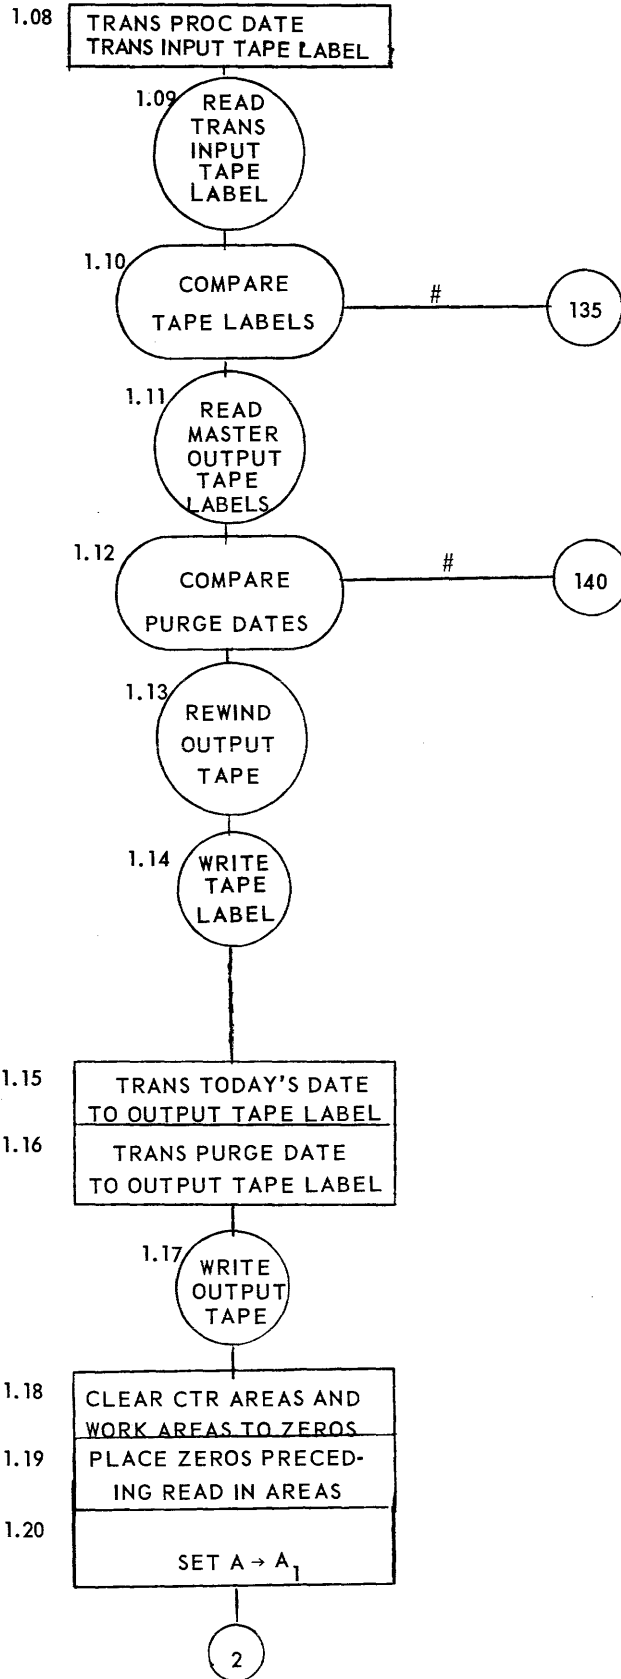 1.08
TRANS PROC DATE
TRANS INPUT TAPE LABEL
1.09
READ
TRANS
INPUT
TAPE
LABEL
1.10
COMPARE
TAPE LABELS
#
135
1.11
READ
MASTER
OUTPUT
TAPE
LABELS
1.12
COMPARE
PURGE DATES
#
140
1.13
REWIND
OUTPUT
TAPE
1.14
WRITE
TAPE
LABEL
1.15
TRANS TODAY'S DATE
TO OUTPUT TAPE LABEL
1.16
TRANS PURGE DATE
TO OUTPUT TAPE LABEL
1.17
WRITE
OUTPUT
TAPE
1.18
CLEAR CTR AREAS AND
WORK AREAS TO ZEROS
1.19
PLACE ZEROS PRECED-
ING READ IN AREAS
1.20
SET A → A1
2